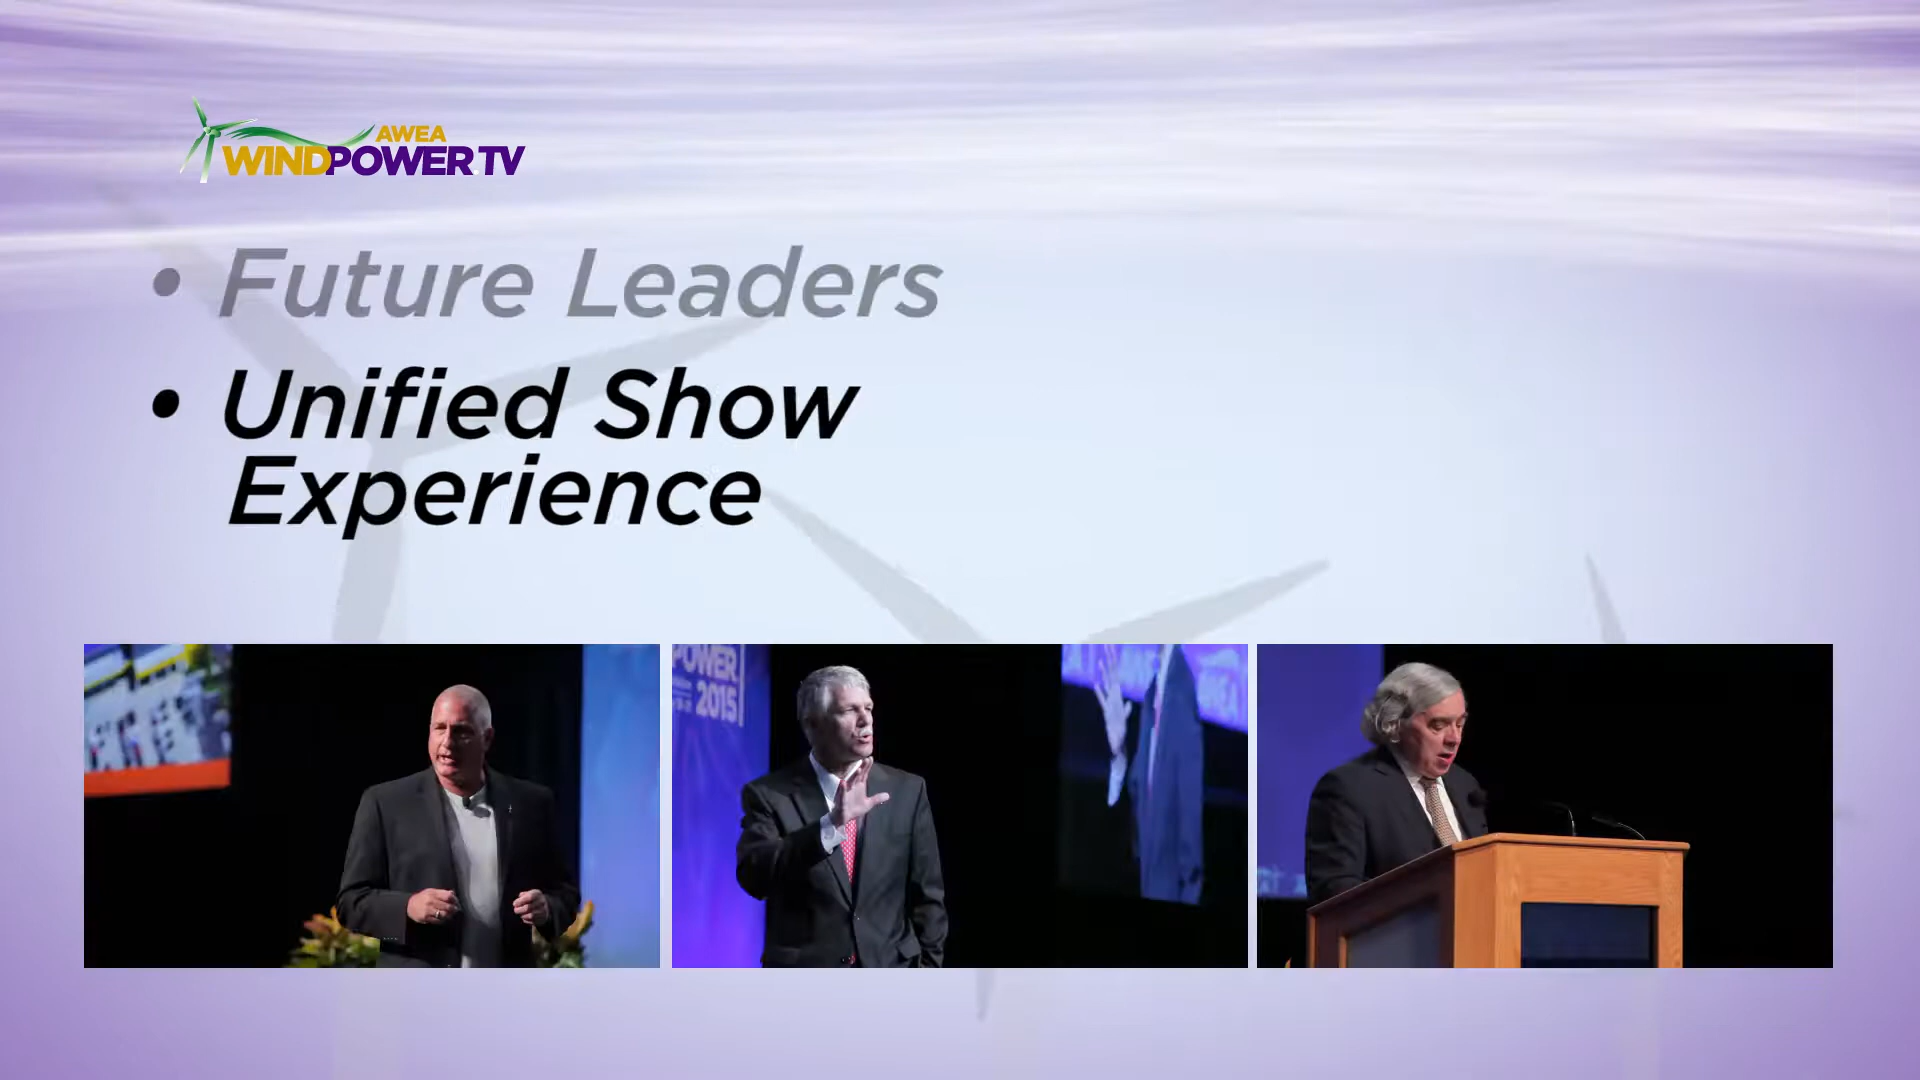 AWEA
WINDPOWER.TV
• Future Leaders
• Unified Show
Experience
POWER
2015